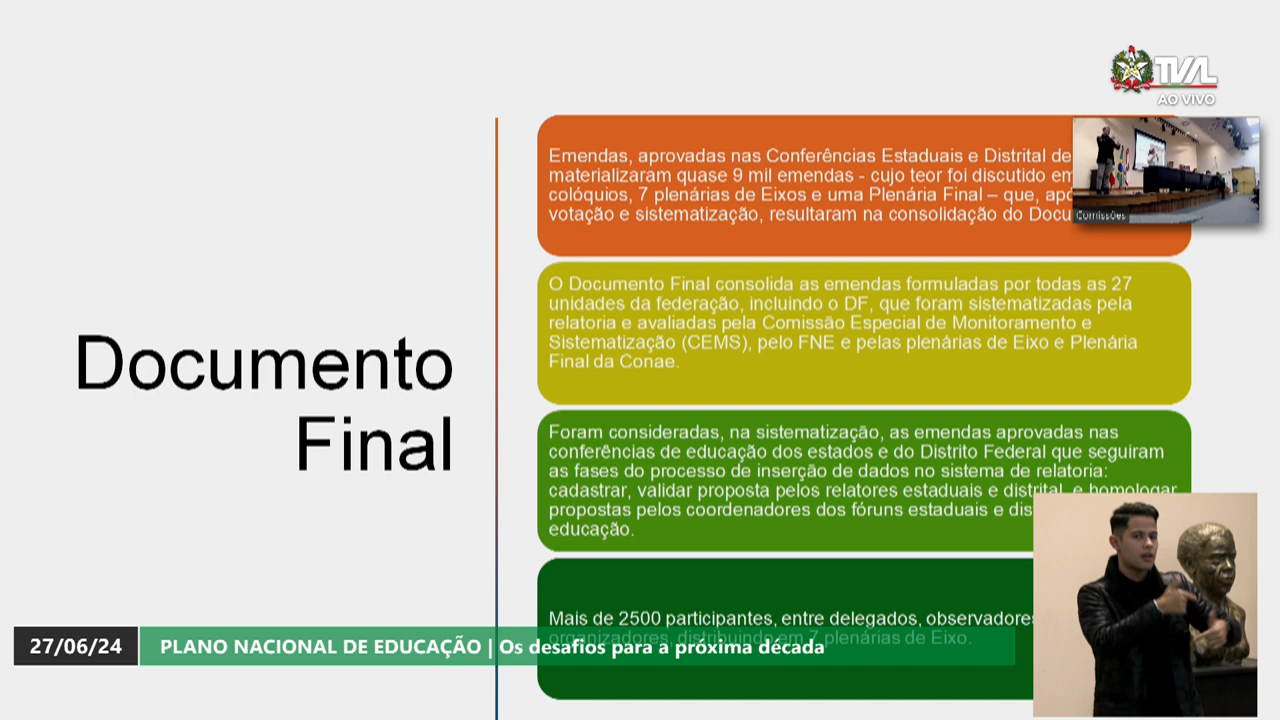 TVAL
AO VIVO
Emendas, aprovadas nas Conferências Estaduais e Distrital de
materializaram quase 9 mil emendas - cujo teor foi discutido em
colóquios, 7 plenárias de Eixos e uma Plenária Final – que,
votação e sistematização, resultaram na consolidação do
Comissões
O Documento Final consolida as emendas formuladas por todas as 27
unidades da federação, incluindo o DF, que foram sistematizadas pela
relatoria e avaliadas pela Comissão Especial de Monitoramento e
Sistematização (CEMS), pelo FNE e pelas plenárias de Eixo e Plenária
Final da Conae.
Documento
Final
Foram consideradas, na sistematização, as emendas aprovadas nas
conferências de educação dos estados e do Distrito Federal que seguiram
as fases do processo de inserção de dados no sistema de relatoria:
cadastrar, validar proposta pelos relatores estaduais e distrital, e homologar
propostas pelos coordenadores dos fóruns estaduais e
educação.
Mais de 2500 participantes, entre delegados, observadores
organizadores, distribuindo em 7 plenárias de Eixo.
27/06/24
PLANO NACIONAL DE EDUCAÇÃO | Os desafios para a próxima década